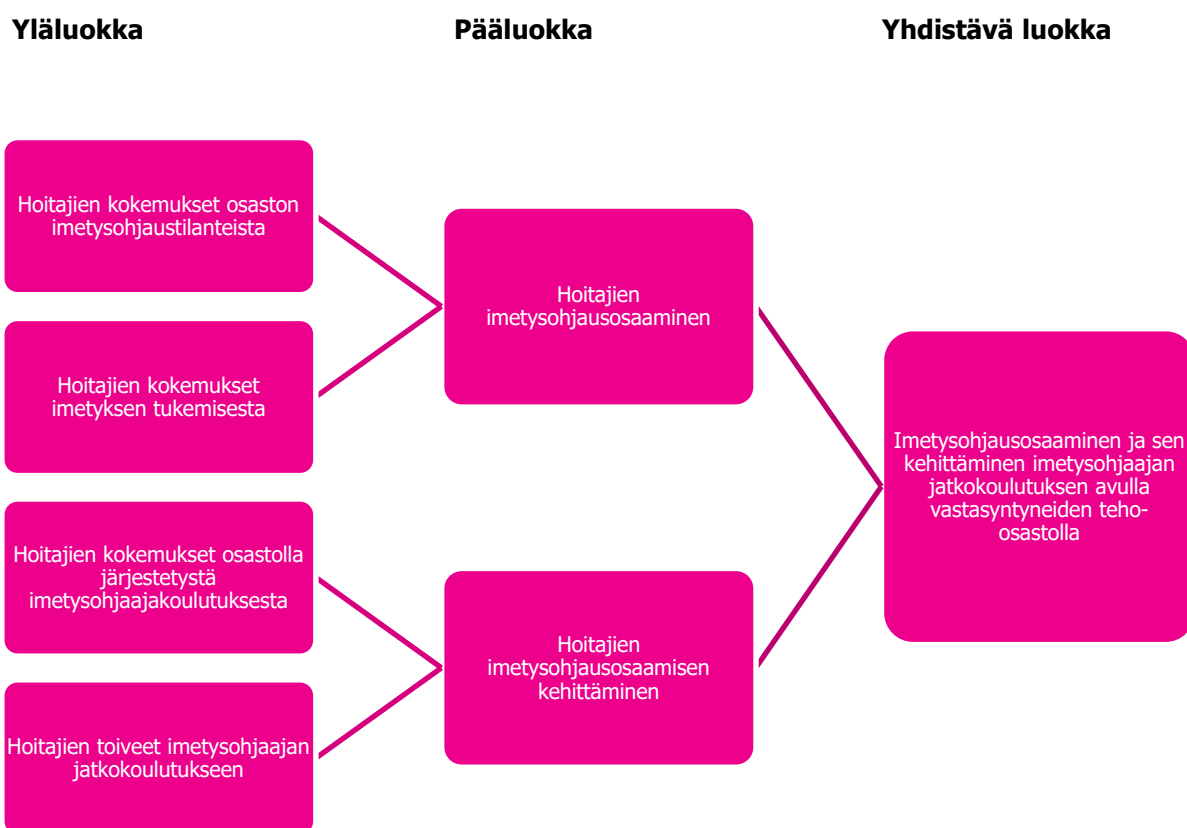 Yläluokka
Pääluokka
Yhdistävä luokka
Hoitajien kokemukset osaston
imetysohjaustilanteista
Hoitajien kokemukset
imetyksen tukemisesta
Hoitajien kokemukset osastolla
järjestetystä
imetysohjaajakoulutuksesta
Hoitajien toiveet imetysohjaajan
jatkokoulutukseen
Hoitajien
imetysohjausosaaminen
Hoitajien
imetysohjausosaamisen
kehittäminen
Imetysohjausosaaminen ja sen
kehittäminen imetysohjaajan
jatkokoulutuksen avulla
vastasyntyneiden teho-
osastolla